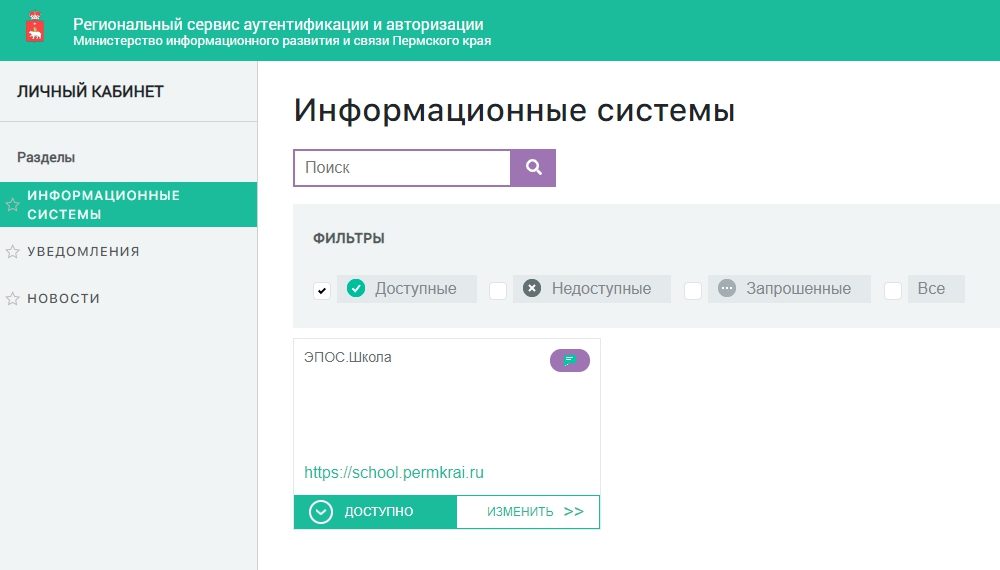 Региональный сервис аутентификации и авторизации
Министерство информационного развития и связи Пермского края
ЛИЧНЫЙ КАБИНЕТ
Разделы
ИНФОРМАЦИОННЫЕ
СИСТЕМЫ
УВЕДОМЛЕНИЯ
НОВОСТИ
Информационные системы
Поиск
ФИЛЬТРЫ
Доступные
Недоступные
Запрошенные
Все
ЭПОС.Школа
https://school.permkrai.ru
ДОСТУПНО
ИЗМЕНИТЬ >>